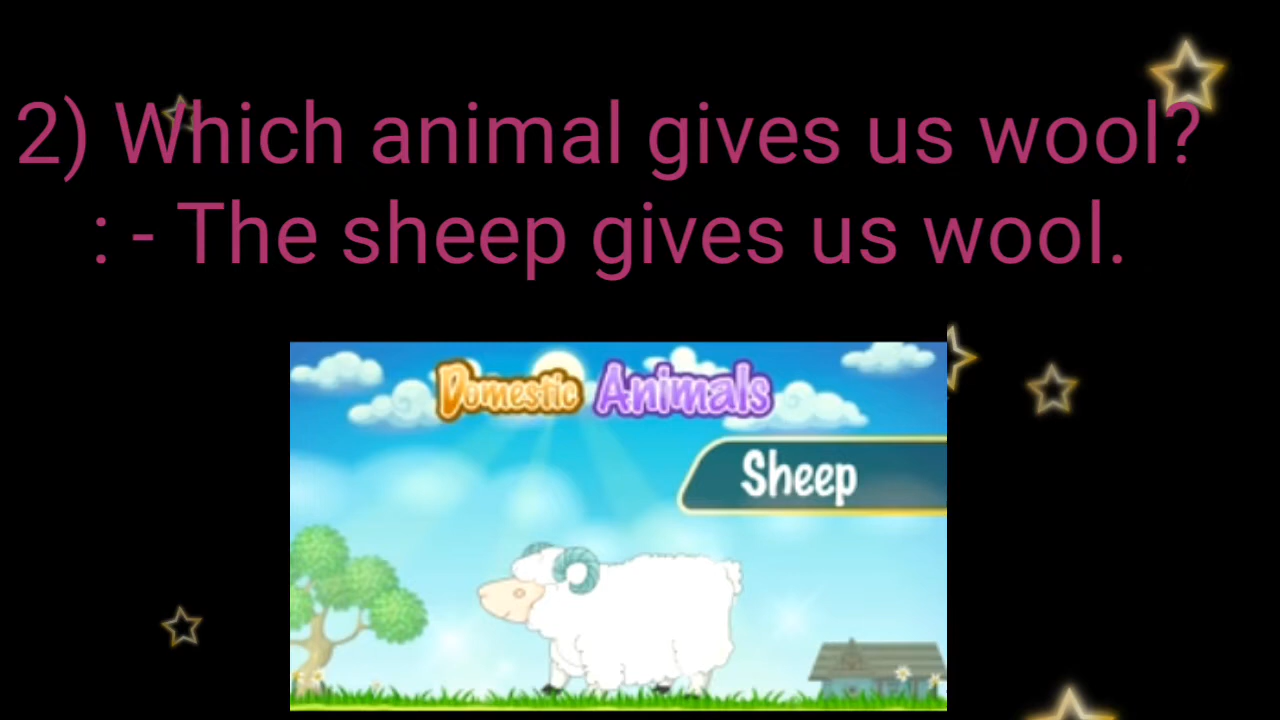 2) Which animal gives us wool?
: - The sheep gives us wool.
Domestic Animals
Sheep